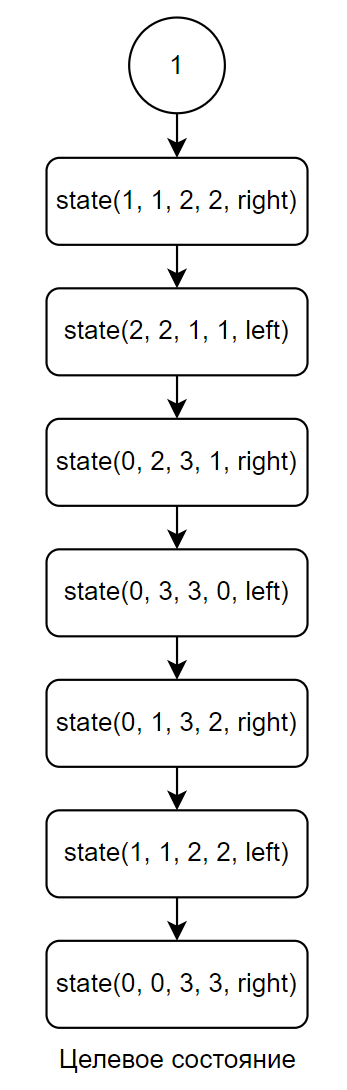 1
state(1, 1, 2, 2, right)
state(2, 2, 1, 1, left)
state(0, 2, 3, 1, right)
state(0, 3, 3, 0, left)
state(0, 1, 3, 2, right)
state(1, 1, 2, 2, left)
state(0, 0, 3, 3, right)
Целевое состояние